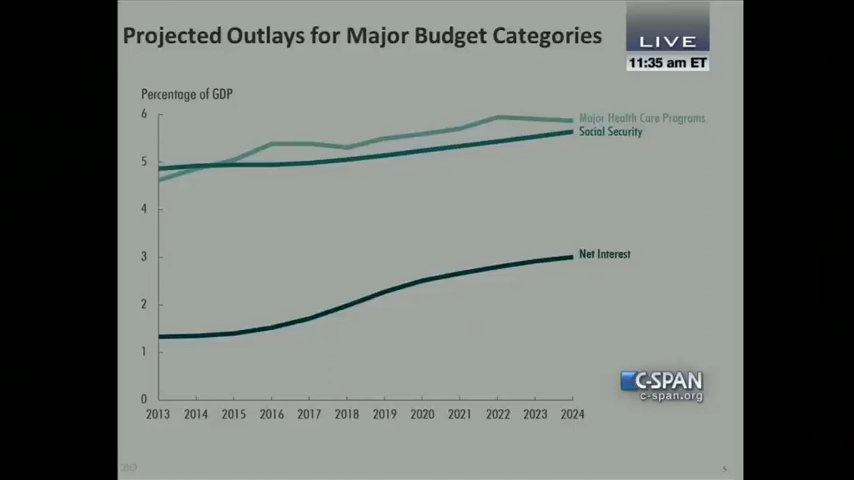 Projected Outlays for Major Budget Categories
LIVE
11:35 am ET
Percentage of GDP
6
5
4
3
2
1
0
Major Health Care Programs
Social Security
Net Interest
2013 2014 2015 2016 2017 2018 2019 2020 2021 2022 2023 2024
C-SPAN
c-span.org
CBO
5